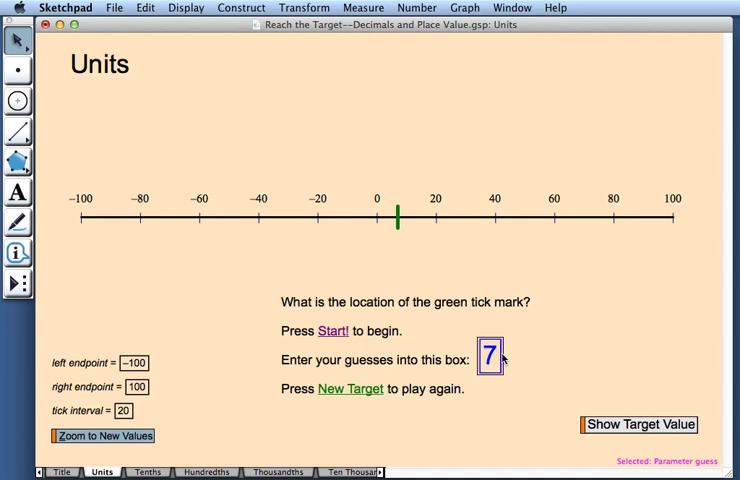 Sketchpad File Edit Display Construct Transform Measure Number Graph Window Help
Reach the Target--Decimals and Place Value.gsp: Units
Units
−100 −80 −60 −40 −20 0 20 40 60 80 100
What is the location of the green tick mark?
Press Start! to begin.
Enter your guesses into this box: 7
Press New Target to play again.
left endpoint = −100
right endpoint = 100
tick interval = 20
Zoom to New Values
Show Target Value
Selected: Parameter guess
Title Units Tenths Hundredths Thousandths Ten Thousar
A